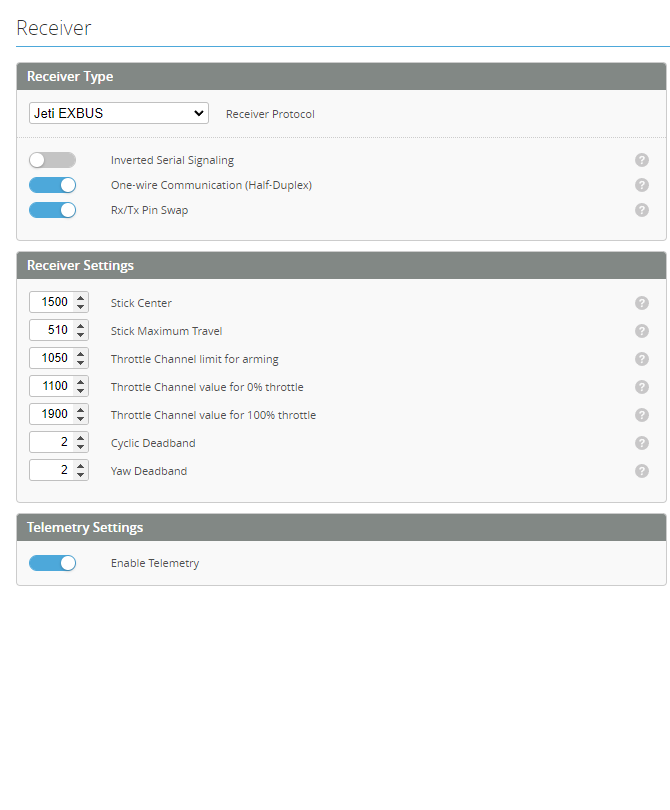 Receiver
Receiver Type
Jeti EXBUS Receiver Protocol
Inverted Serial Signaling ?
One-wire Communication (Half-Duplex) ?
Rx/Tx Pin Swap ?
Receiver Settings
1500 Stick Center ?
510 Stick Maximum Travel ?
1050 Throttle Channel limit for arming ?
1100 Throttle Channel value for 0% throttle ?
1900 Throttle Channel value for 100% throttle ?
2 Cyclic Deadband ?
2 Yaw Deadband ?
Telemetry Settings
Enable Telemetry